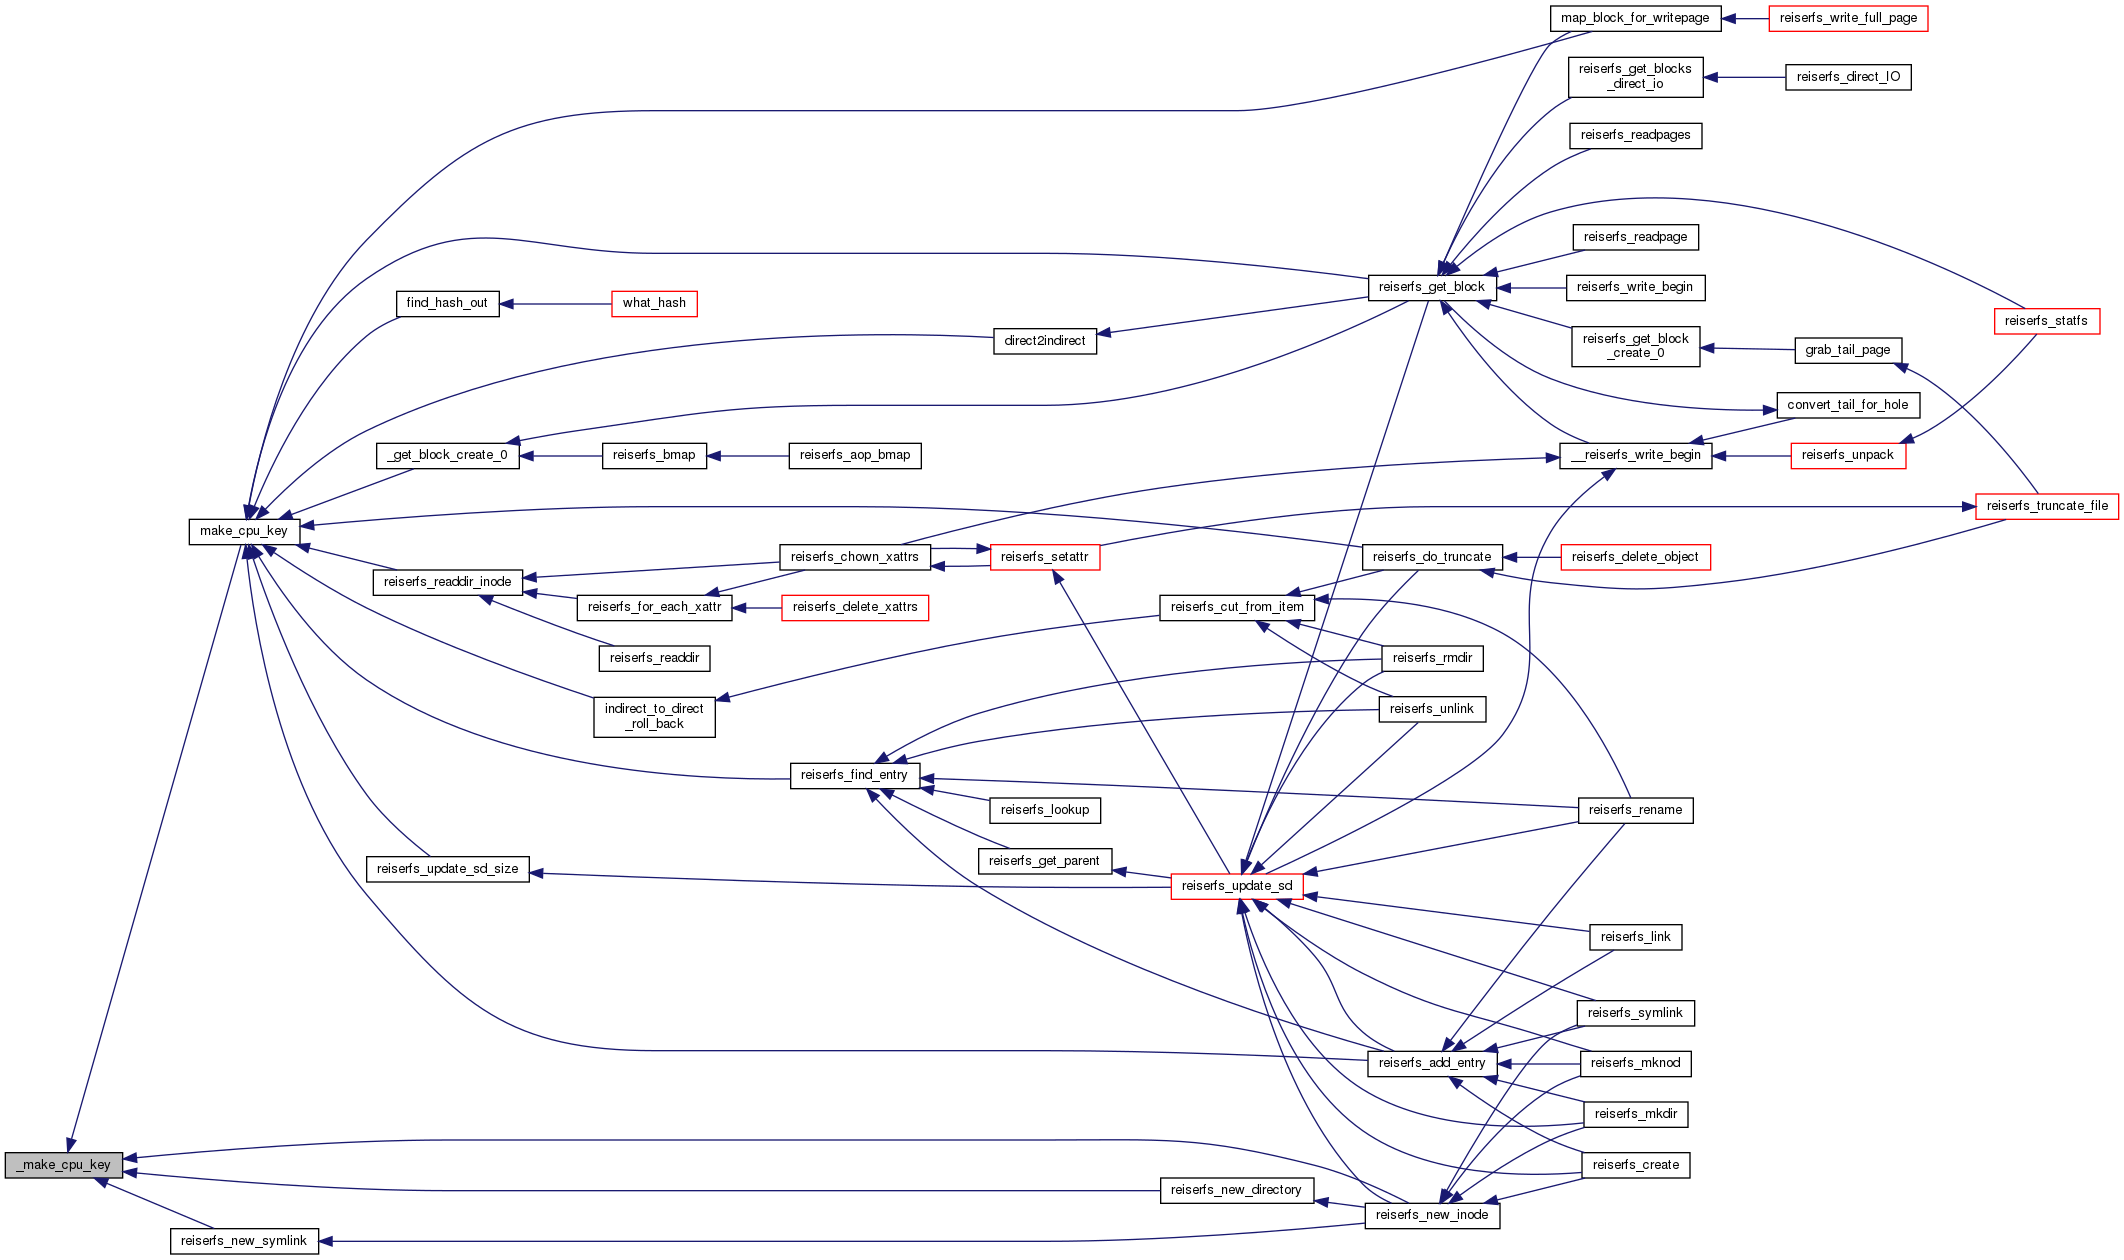 map_block_for_writepage
reiserfs_write_full_page
reiserfs_get_blocks
_direct_io
reiserfs_direct_IO
reiserfs_readpages
reiserfs_readpage
reiserfs_get_block
reiserfs_write_begin
find_hash_out
what_hash
reiserfs_statfs
direct2indirect
reiserfs_get_block
_create_0
grab_tail_page
convert_tail_for_hole
_get_block_create_0
reiserfs_bmap
reiserfs_aop_bmap
__reiserfs_write_begin
reiserfs_unpack
reiserfs_truncate_file
make_cpu_key
reiserfs_chown_xattrs
reiserfs_setattr
reiserfs_do_truncate
reiserfs_delete_object
reiserfs_readdir_inode
reiserfs_for_each_xattr
reiserfs_delete_xattrs
reiserfs_cut_from_item
reiserfs_readdir
reiserfs_rmdir
indirect_to_direct
_roll_back
reiserfs_unlink
reiserfs_find_entry
reiserfs_lookup
reiserfs_rename
reiserfs_update_sd_size
reiserfs_get_parent
reiserfs_update_sd
reiserfs_link
reiserfs_symlink
reiserfs_add_entry
reiserfs_mknod
reiserfs_mkdir
_make_cpu_key
reiserfs_create
reiserfs_new_directory
reiserfs_new_inode
reiserfs_new_symlink